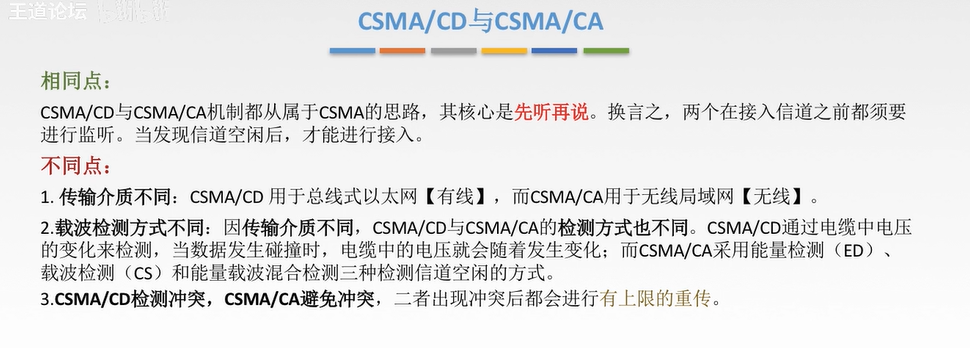 王道论坛
CSMA/CD与CSMA/CA
相同点：
CSMA/CD与CSMA/CA机制都从属于CSMA的思路，其核心是先听再说。换言之，两个在接入信道之前都须要
进行监听。当发现信道空闲后，才能进行接入。
不同点：
1. 传输介质不同：CSMA/CD 用于总线式以太网【有线】，而CSMA/CA用于无线局域网【无线】。
2.载波检测方式不同：因传输介质不同，CSMA/CD与CSMA/CA的检测方式也不同。CSMA/CD通过电缆中电压
的变化来检测，当数据发生碰撞时，电缆中的电压就会随着发生变化；而CSMA/CA采用能量检测（ED）、
载波检测（CS）和能量载波混合检测三种检测信道空闲的方式。
3.CSMA/CD检测冲突，CSMA/CA避免冲突，二者出现冲突后都会进行有上限的重传。